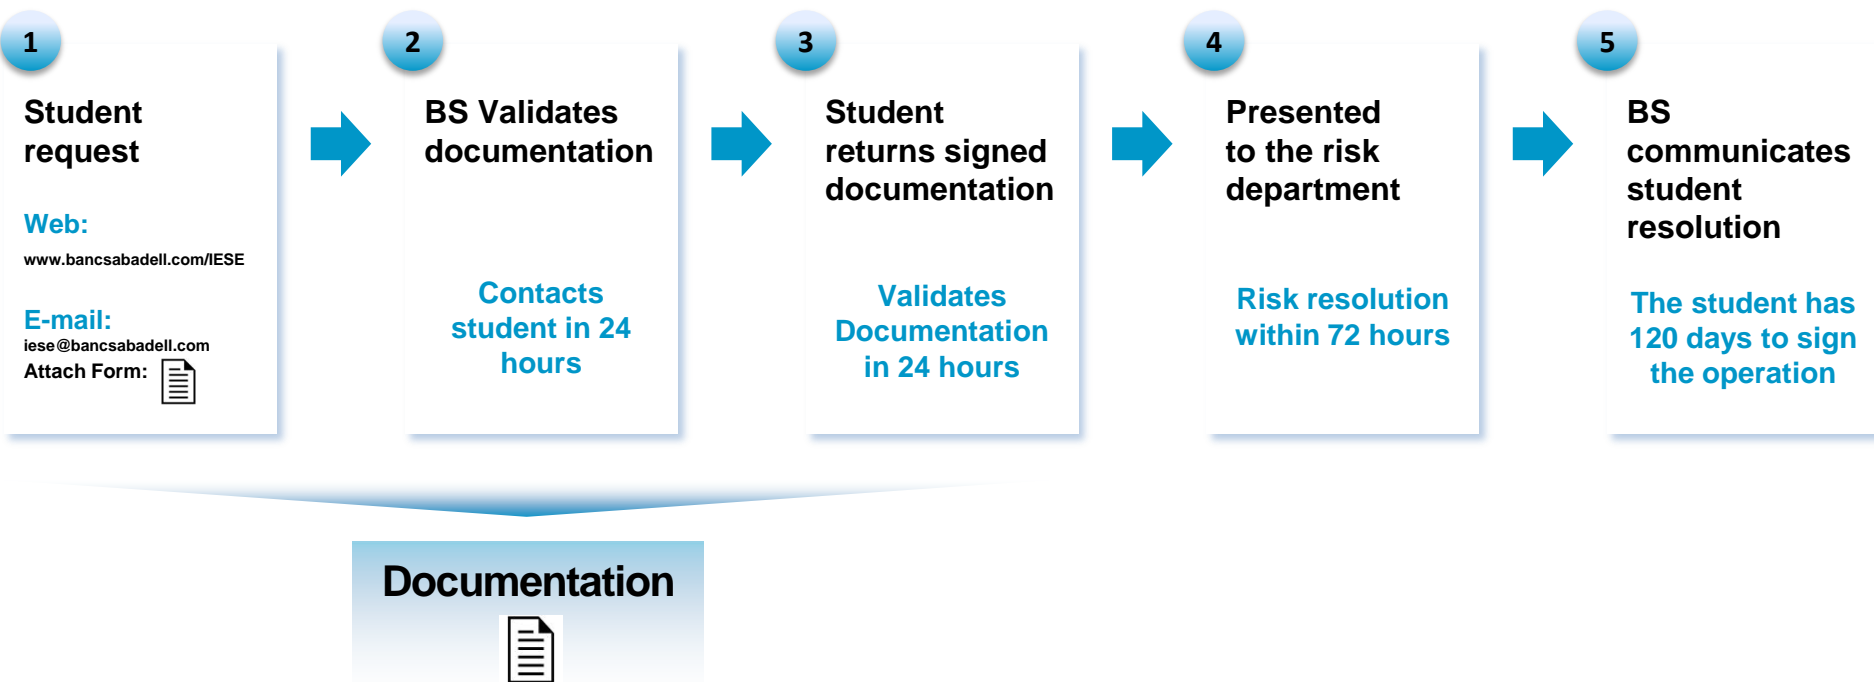 1
Student
request
Web:
www.bancsabadell.com/IESE
E-mail:
iese@bancsabadell.com
Attach Form:
2
BS Validates
documentation
Contacts
student in 24
hours
3
Student
returns signed
documentation
Validates
Documentation
in 24 hours
4
Presented
to the risk
department
Risk resolution
within 72 hours
5
BS
communicates
student
resolution
The student has
120 days to sign
the operation
Documentation